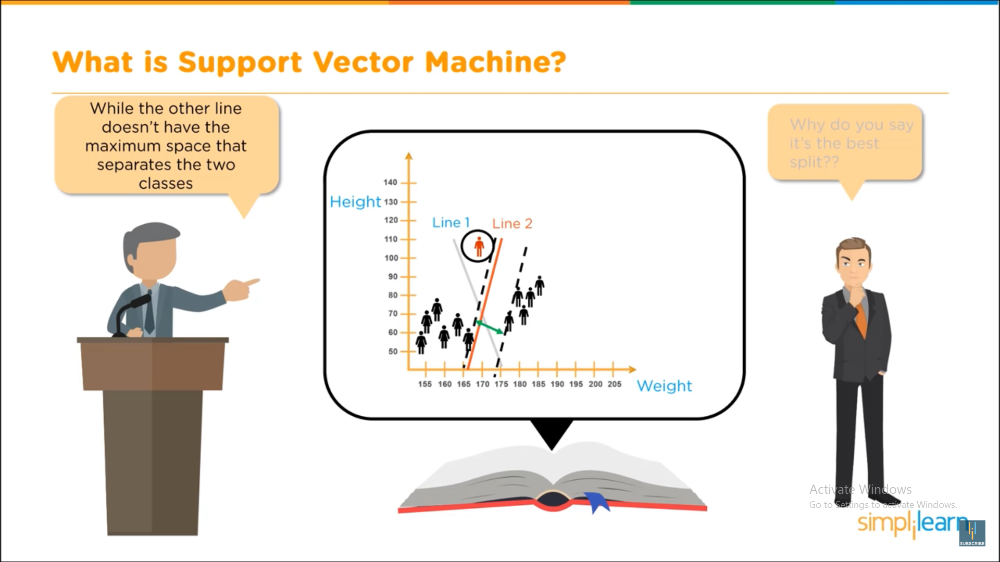 What is Support Vector Machine?
While the other line
doesn't have the
maximum space that
separates the two
classes
Why do you say
it's the best
split??
140
Height 130
120
Line 1 Line 2
110
100
90
80
70
60
50
155 160 165 170 175 180 185 190 195 200 205
Weight
Activate Windows
Go to Settings to activate Windows.
simplilearn
SUBSCRIBE